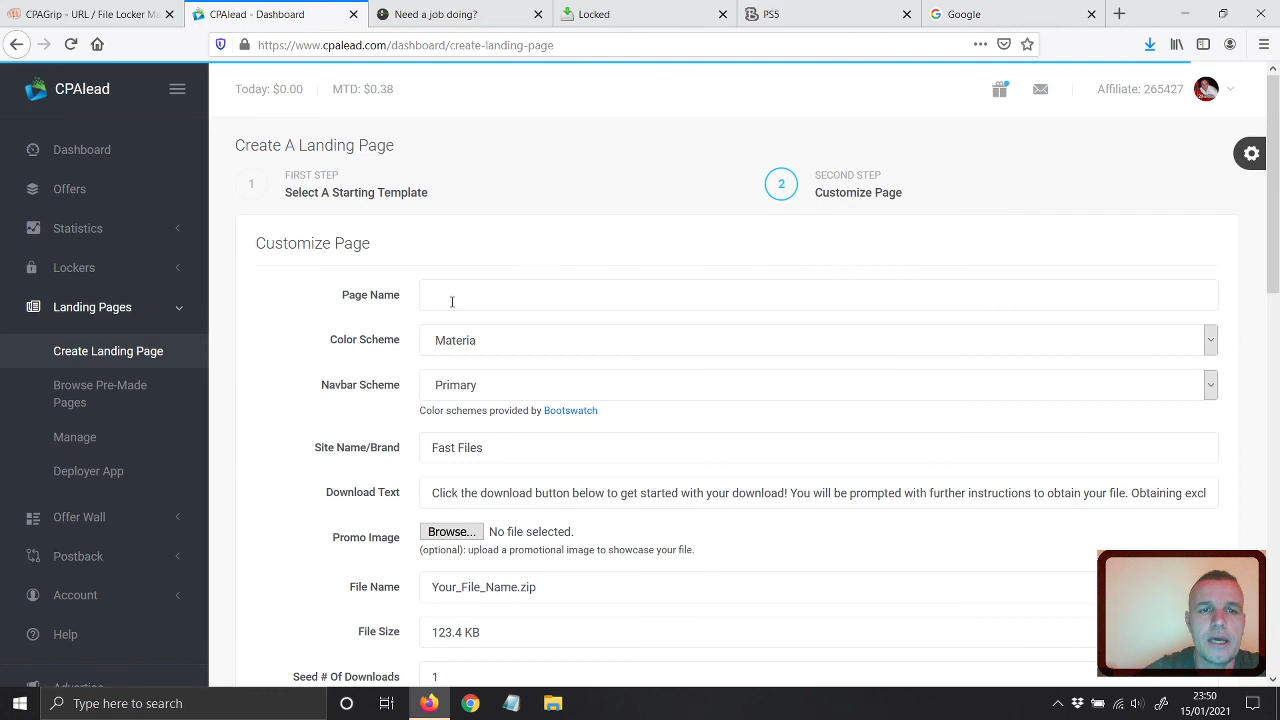 CPAGrip - URL / File Locker Ma
CPAlead - Dashboard
Need a job doing?
Locked
PS5
Google
https://www.cpalead.com/dashboard/create-landing-page
CPAlead
Today: $0.00
MTD: $0.38
Affiliate: 265427
Dashboard
Offers
Statistics
Lockers
Landing Pages
Create Landing Page
Browse Pre-Made
Pages
Manage
Deployer App
Offer Wall
Postback
Account
Help
Create A Landing Page
1
FIRST STEP
Select A Starting Template
2
SECOND STEP
Customize Page
Customize Page
Page Name
Color Scheme
Materia
Navbar Scheme
Primary
Color schemes provided by Bootswatch
Site Name/Brand
Fast Files
Download Text
Click the download button below to get started with your download! You will be prompted with further instructions to obtain your file. Obtaining excl
Promo Image
Browse... No file selected.
(optional): upload a promotional image to showcase your file.
File Name
Your_File_Name.zip
File Size
123.4 KB
Seed # Of Downloads
1
Type here to search
23:50
15/01/2021